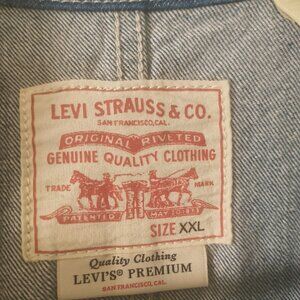 LEVI STRAUSS & CO.
SAN FRANCISCO, CAL.
ORIGINAL RIVETED
GENUINE QUALITY CLOTHING
TRADE MARK
PATENTED MAY 20 1873
SIZE XXL
Quality Clothing
LEVI'S® PREMIUM
SAN FRANCISCO, CAL.